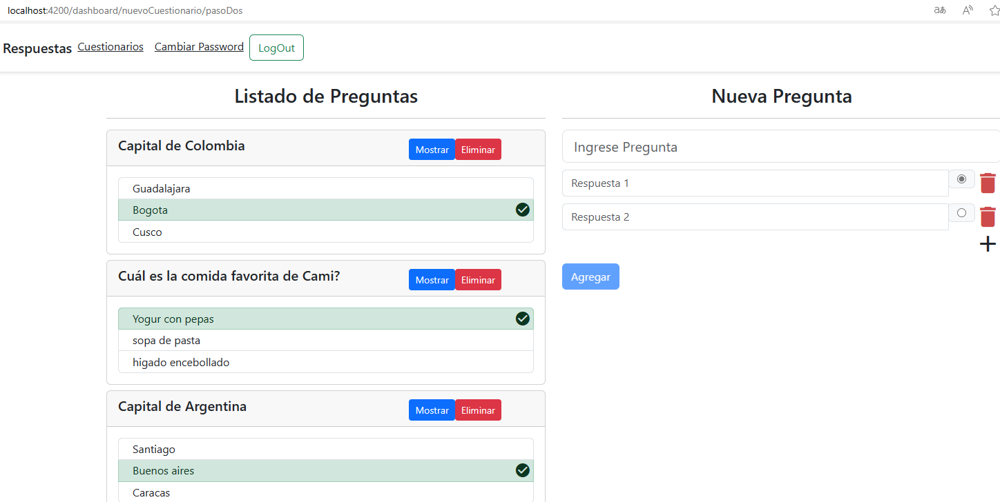 localhost:4200/dashboard/nuevoCuestionario/pasoDos
Respuestas Cuestionarios Cambiar Password LogOut
Listado de Preguntas
Capital de Colombia Mostrar Eliminar
Guadalajara
Bogota
Cusco
Cuál es la comida favorita de Cami? Mostrar Eliminar
Yogur con pepas
sopa de pasta
higado encebollado
Capital de Argentina Mostrar Eliminar
Santiago
Buenos aires
Caracas
Nueva Pregunta
Ingrese Pregunta
Respuesta 1
Respuesta 2
Agregar